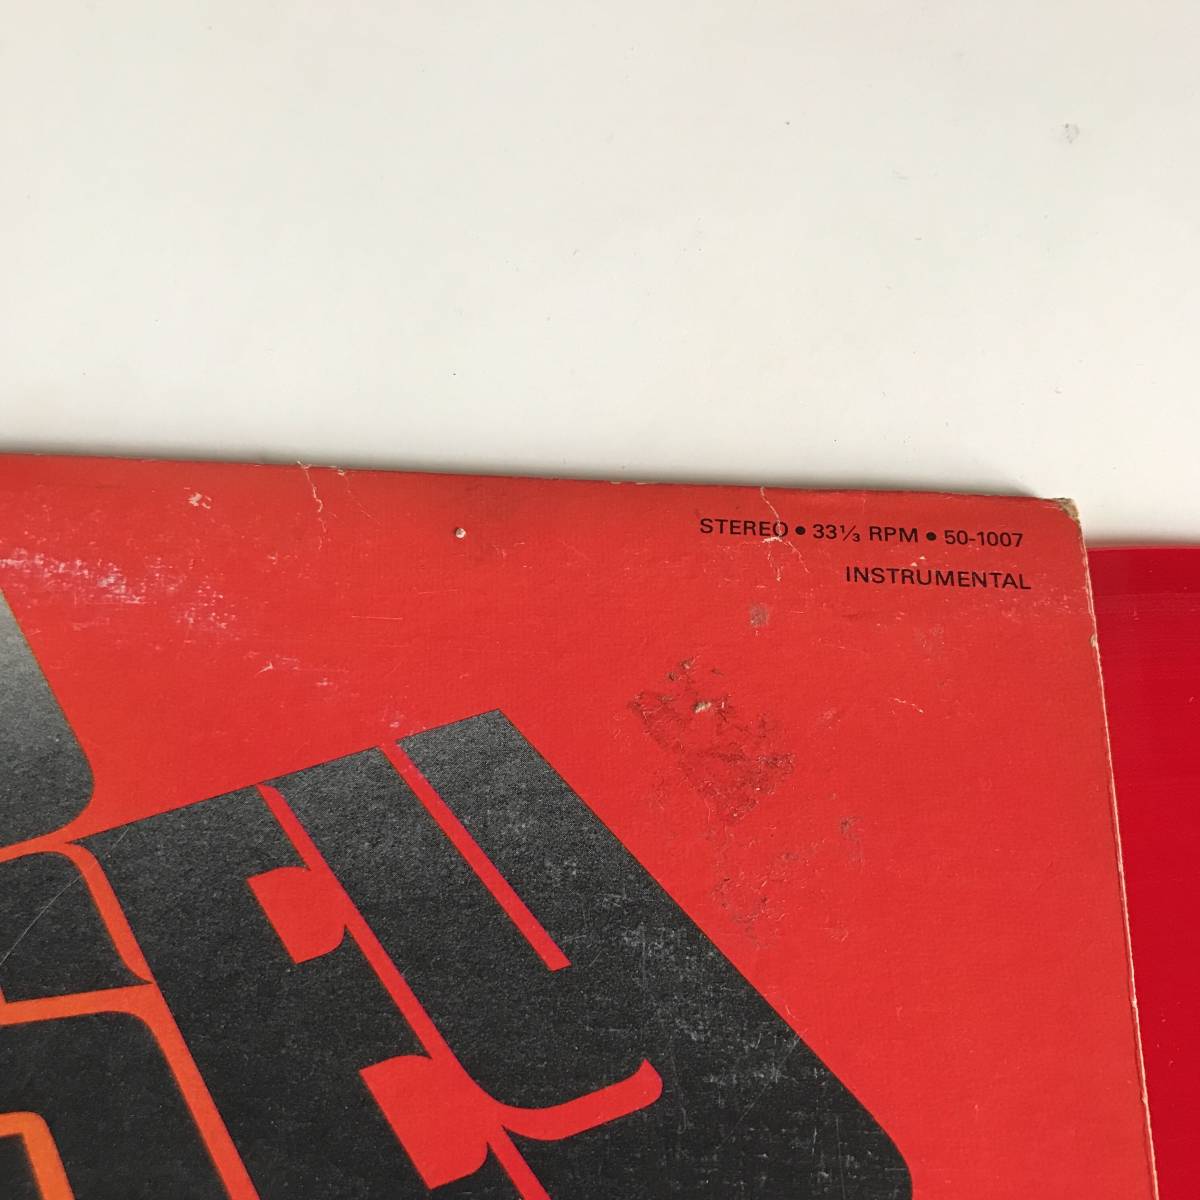 STEREO • 33⅓ RPM • 50-1007
INSTRUMENTAL